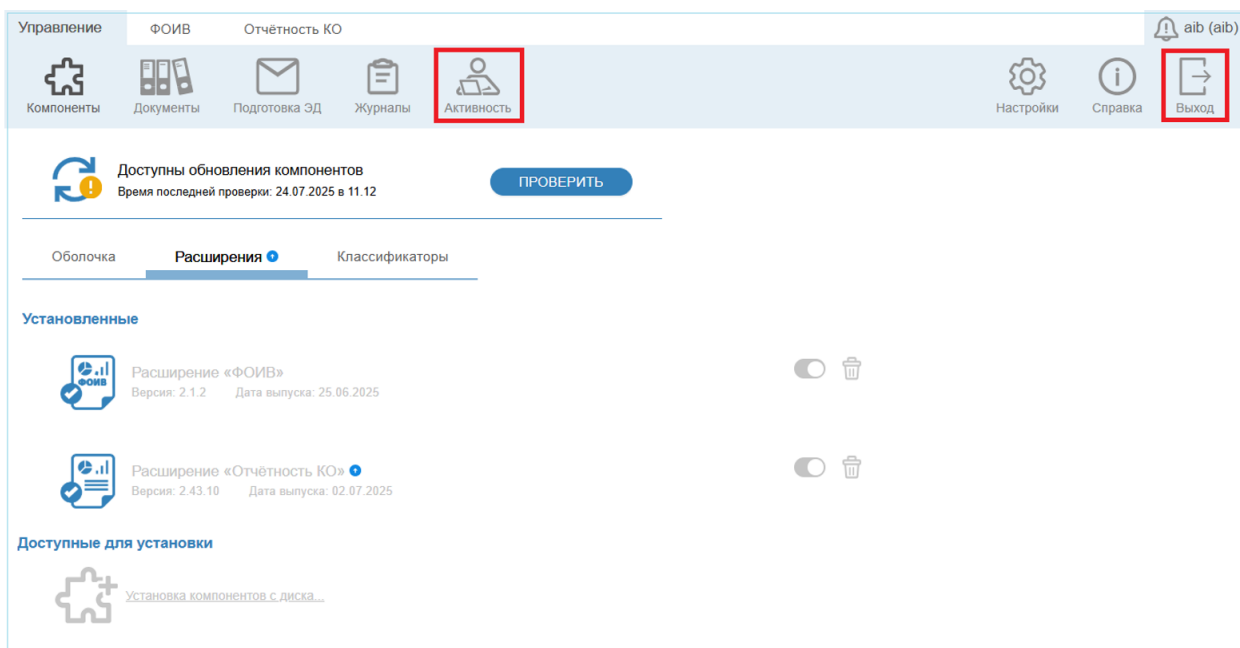 Управление ФОИВ Отчётность КО aib (aib)
Компоненты Документы Подготовка ЭД Журналы Активность Настройки Справка Выход
Доступны обновления компонентов
Время последней проверки: 24.07.2025 в 11.12
ПРОВЕРИТЬ
Оболочка Расширения Классификаторы
Установленные
ФОИВ
Расширение «ФОИВ»
Версия: 2.1.2 Дата выпуска: 25.06.2025
Расширение «Отчётность КО»
Версия: 2.43.10 Дата выпуска: 02.07.2025
Доступные для установки
Установка компонентов с диска...